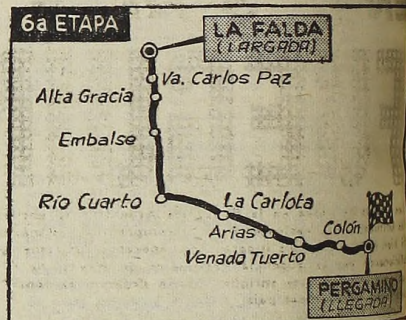 6a ETAPA
LA FALDA
(LARGADA)
Va. Carlos Paz
Alta Gracia
Embalse
Río Cuarto
La Carlota
Arias
Colón
Venado Tuerto
PERGAMINO
(LLEGADA)